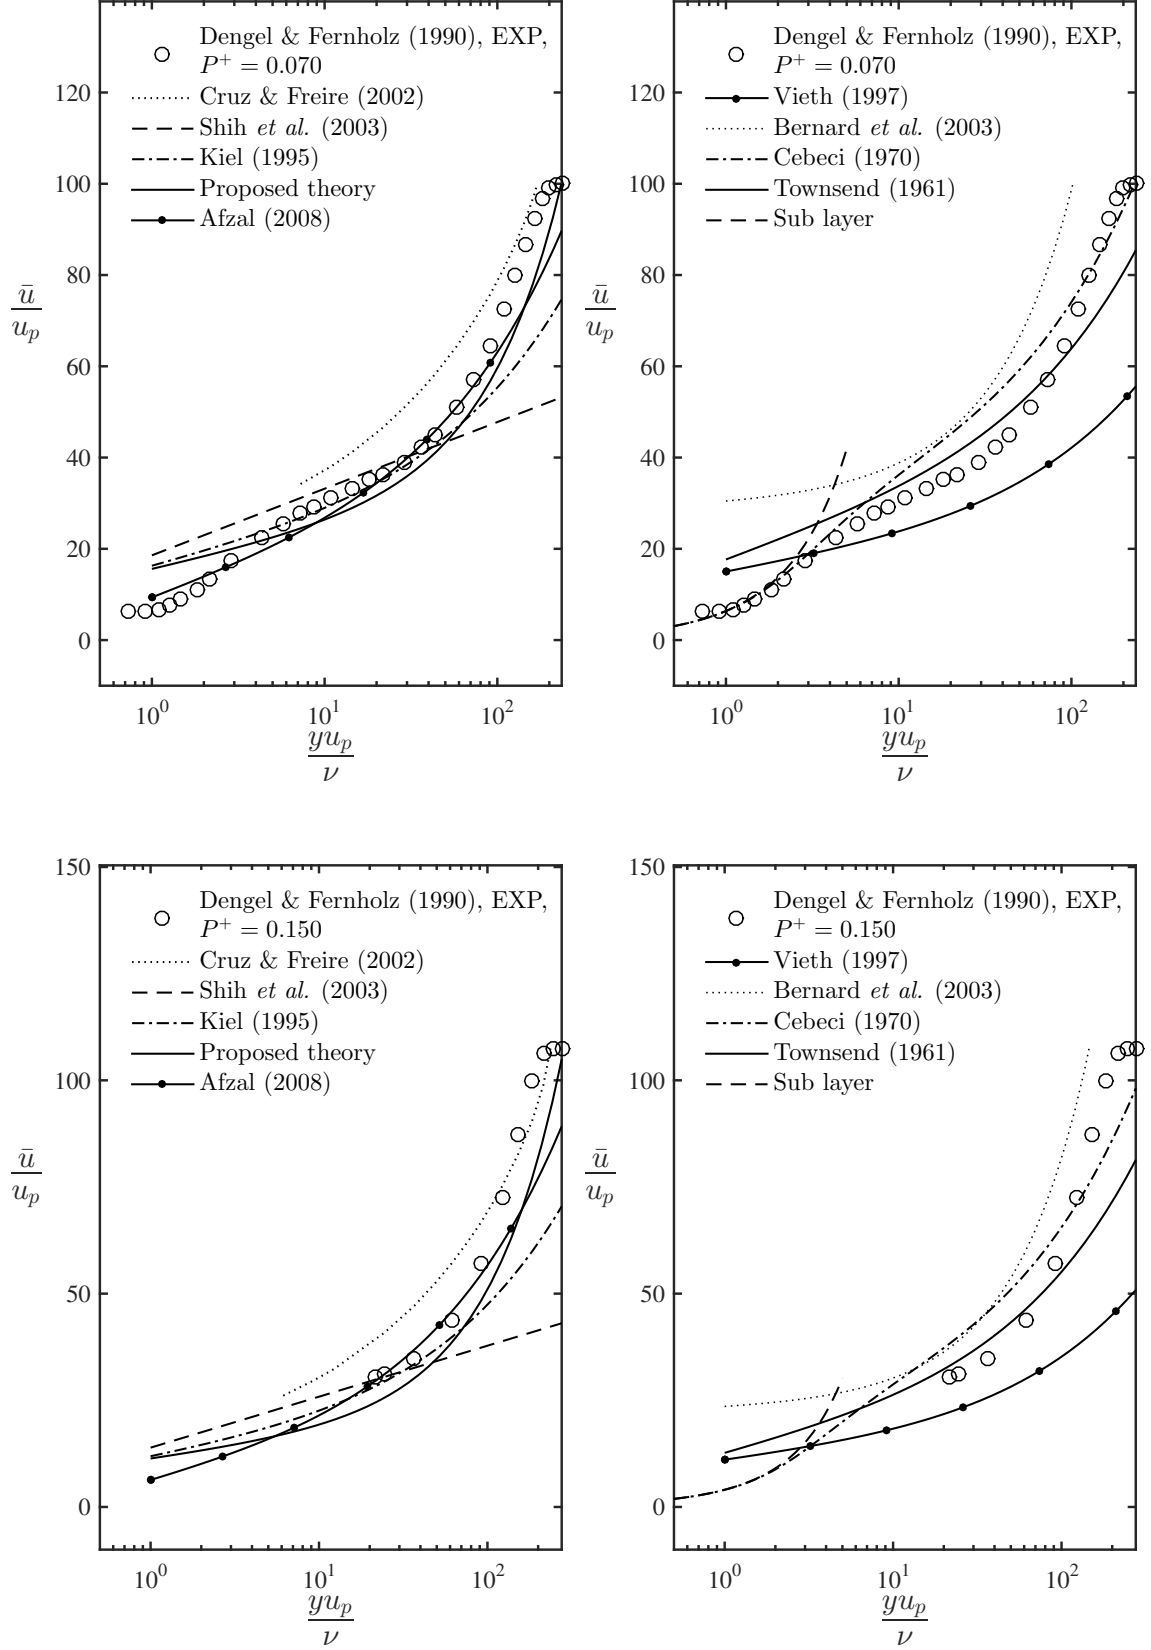 Dengel & Fernholz (1990), EXP,
P⁺ = 0.070
Cruz & Freire (2002)
Shih et al. (2003)
Kiel (1995)
Proposed theory
Afzal (2008)
120
100
80
60
40
20
0
ū
u_p
10⁰ 10¹ 10²
yu_p
ν
Dengel & Fernholz (1990), EXP,
P⁺ = 0.070
Vieth (1997)
Bernard et al. (2003)
Cebeci (1970)
Townsend (1961)
Sub layer
120
100
80
60
40
20
0
ū
u_p
10⁰ 10¹ 10²
yu_p
ν
Dengel & Fernholz (1990), EXP,
P⁺ = 0.150
Cruz & Freire (2002)
Shih et al. (2003)
Kiel (1995)
Proposed theory
Afzal (2008)
150
100
50
0
ū
u_p
10⁰ 10¹ 10²
yu_p
ν
Dengel & Fernholz (1990), EXP,
P⁺ = 0.150
Vieth (1997)
Bernard et al. (2003)
Cebeci (1970)
Townsend (1961)
Sub layer
150
100
50
0
ū
u_p
10⁰ 10¹ 10²
yu_p
ν